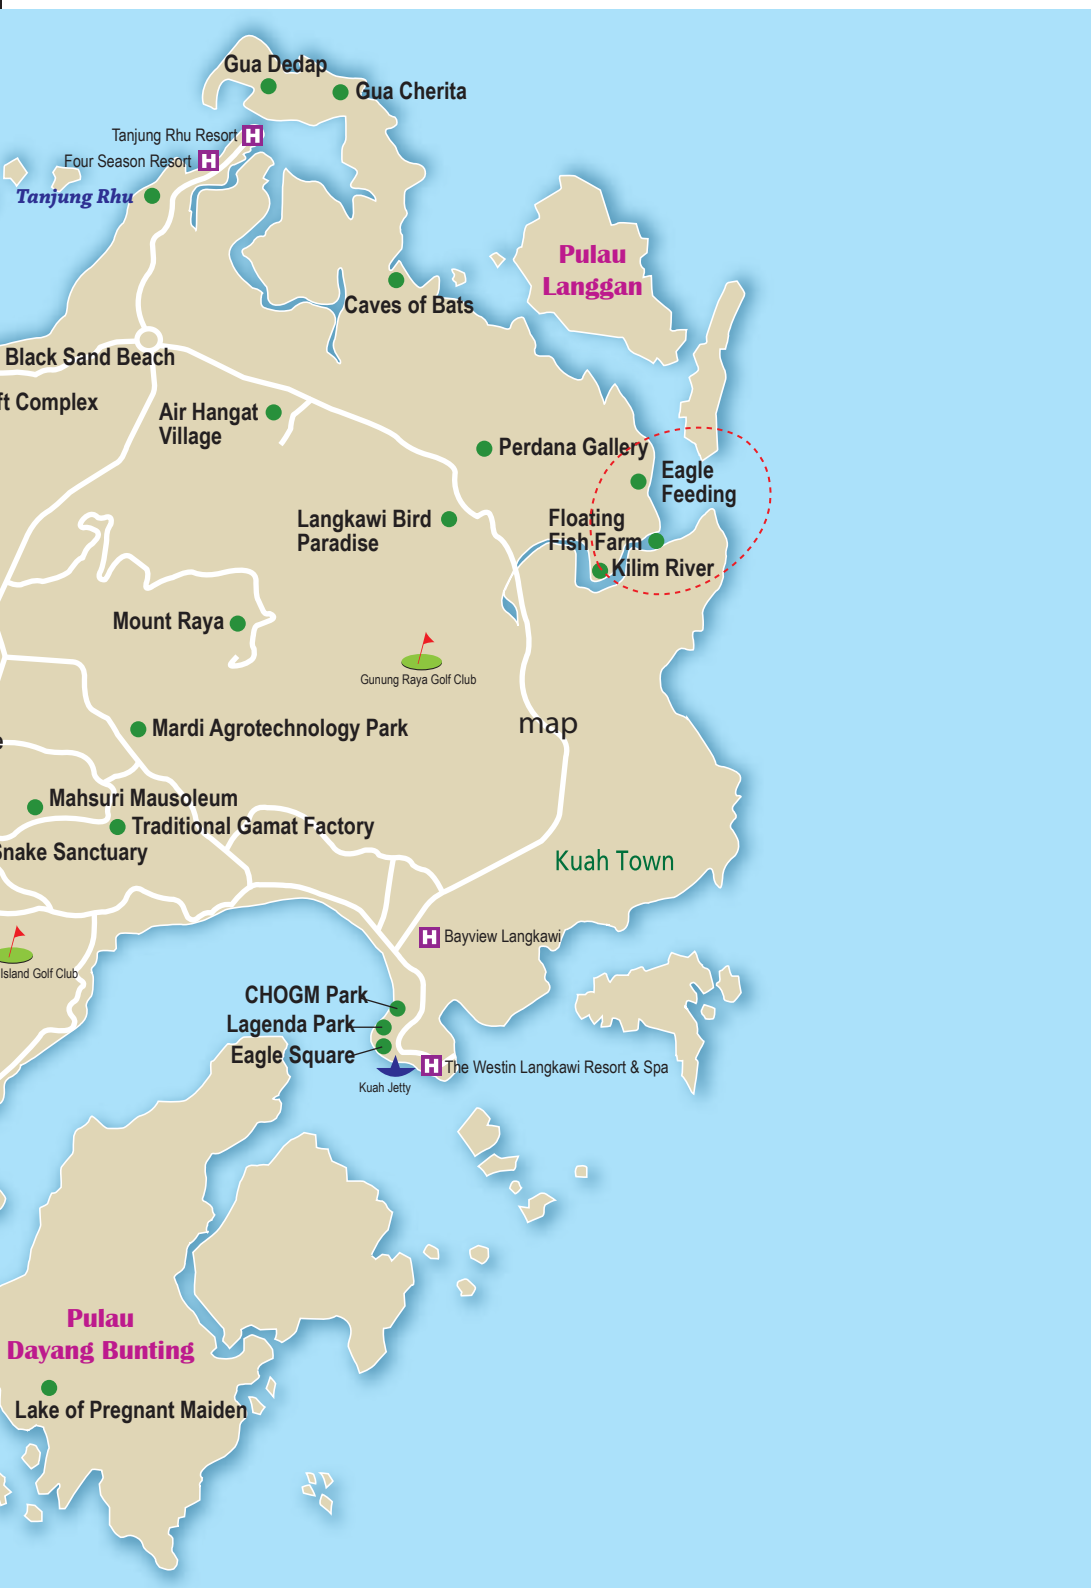 Gua Dedap
Gua Cherita
Tanjung Rhu Resort H
Four Season Resort H
Tanjung Rhu
Pulau
Langgan
Caves of Bats
Black Sand Beach
ft Complex
Air Hangat
Village
Perdana Gallery
Eagle
Feeding
Langkawi Bird
Paradise
Floating
Fish Farm
Kilim River
Mount Raya
Gunung Raya Golf Club
map
Mardi Agrotechnology Park
e
Mahsuri Mausoleum
Traditional Gamat Factory
Snake Sanctuary
Kuah Town
H Bayview Langkawi
Island Golf Club
CHOGM Park
Lagenda Park
Eagle Square
H The Westin Langkawi Resort & Spa
Kuah Jetty
Pulau
Dayang Bunting
Lake of Pregnant Maiden